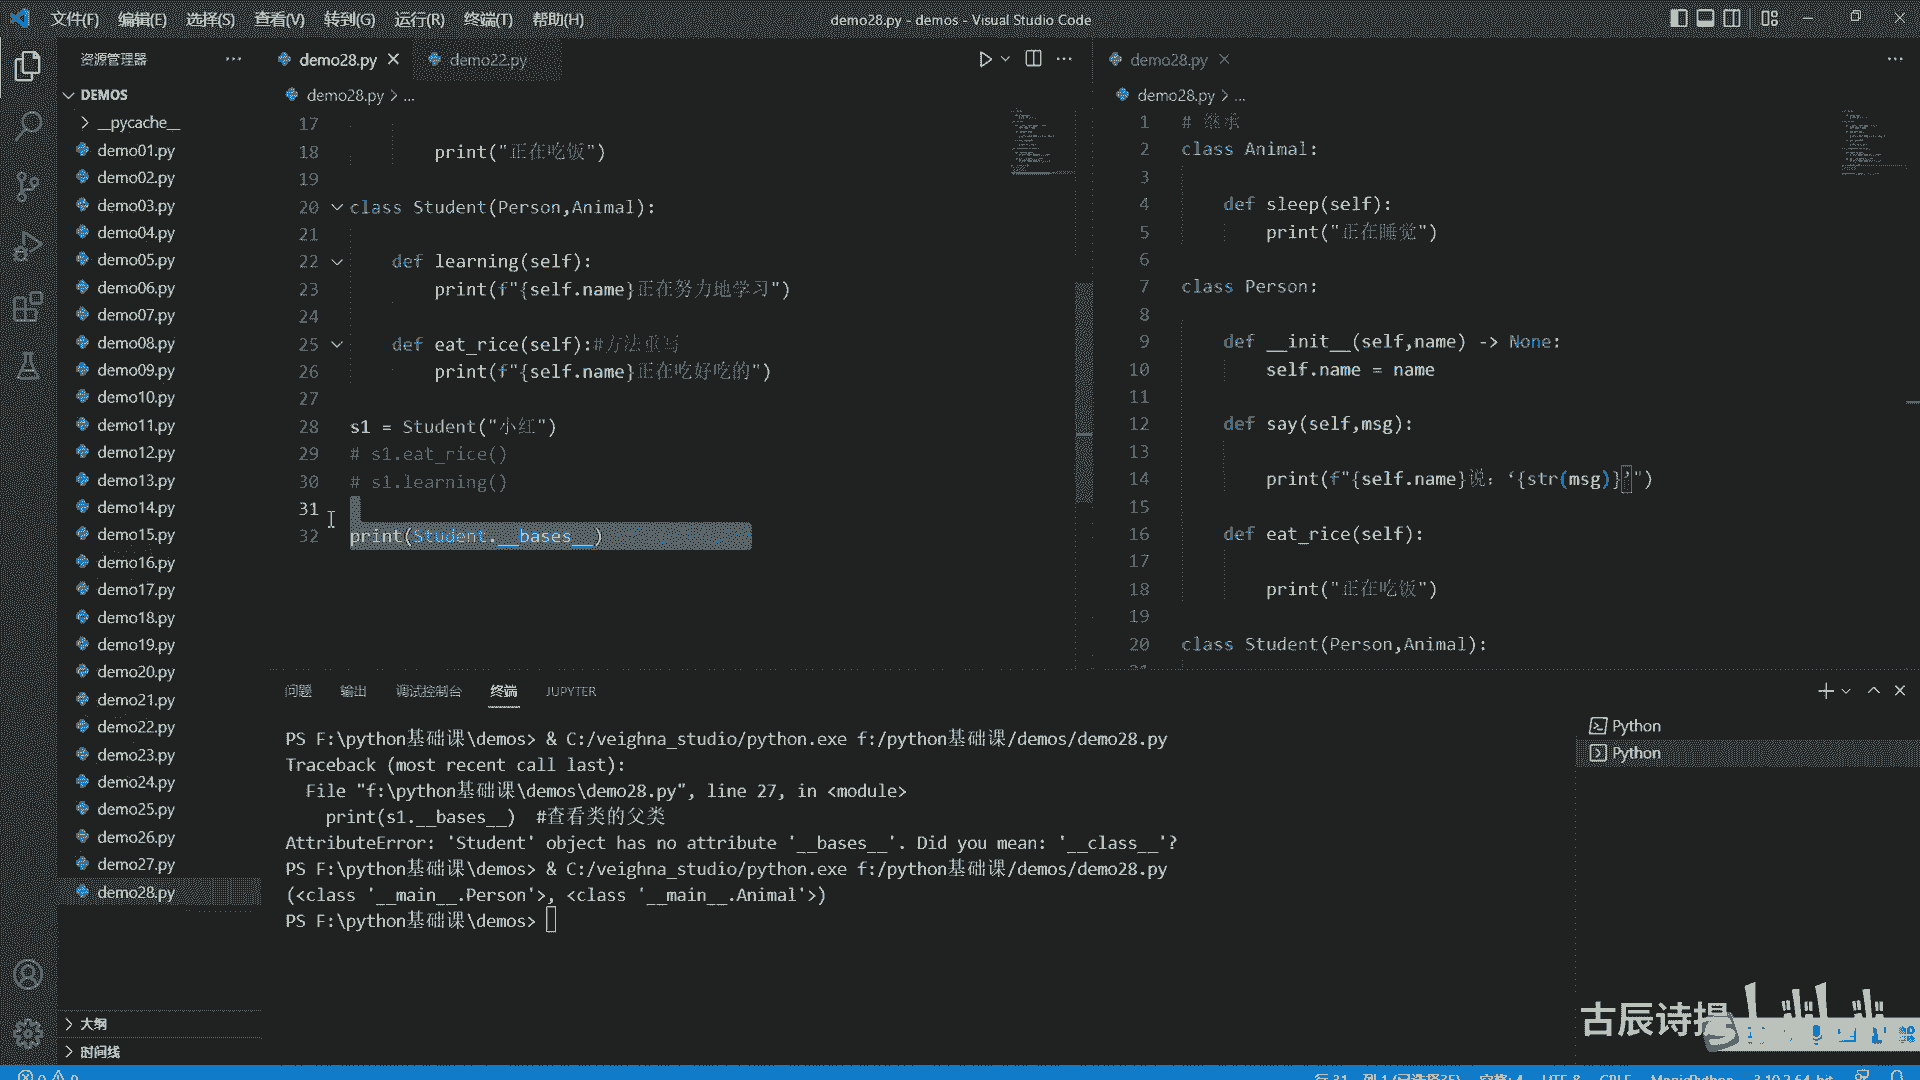 文件(F) 编辑(E) 选择(S) 查看(V) 转到(G) 运行(R) 终端(T) 帮助(H)
demo28.py - demos - Visual Studio Code
资源管理器
DEMOS
__pycache__
demo01.py
demo02.py
demo03.py
demo04.py
demo05.py
demo06.py
demo07.py
demo08.py
demo09.py
demo10.py
demo11.py
demo12.py
demo13.py
demo14.py
demo15.py
demo16.py
demo17.py
demo18.py
demo19.py
demo20.py
demo21.py
demo22.py
demo23.py
demo24.py
demo25.py
demo26.py
demo27.py
demo28.py
大纲
时间线
demo28.py demo22.py
demo28.py > ...
17
18 print("正在吃饭")
19
20 class Student(Person,Animal):
21
22 def learning(self):
23 print(f"{self.name}正在努力地学习")
24
25 def eat_rice(self):#方法重写
26 print(f"{self.name}正在吃好吃的")
27
28 s1 = Student("小红")
29 # s1.eat_rice()
30 # s1.learning()
31
32 print(Student.__bases__)
demo28.py
demo28.py > ...
1 # 继承
2 class Animal:
3
4 def sleep(self):
5 print("正在睡觉")
6
7 class Person:
8
9 def __init__(self,name) -> None:
10 self.name = name
11
12 def say(self,msg):
13
14 print(f"{self.name}说：‘{str(msg)}’")
15
16 def eat_rice(self):
17
18 print("正在吃饭")
19
20 class Student(Person,Animal):
问题 输出 调试控制台 终端 JUPYTER
PS F:\python基础课\demos> & C:/veighna_studio/python.exe f:/python基础课/demos/demo28.py
Traceback (most recent call last):
File "f:\python基础课\demos\demo28.py", line 27, in <module>
print(s1.__bases__) #查看类的父类
AttributeError: 'Student' object has no attribute '__bases__'. Did you mean: '__class__'?
PS F:\python基础课\demos> & C:/veighna_studio/python.exe f:/python基础课/demos/demo28.py
(<class '__main__.Person'>, <class '__main__.Animal'>)
PS F:\python基础课\demos>
Python
Python
古辰诗提